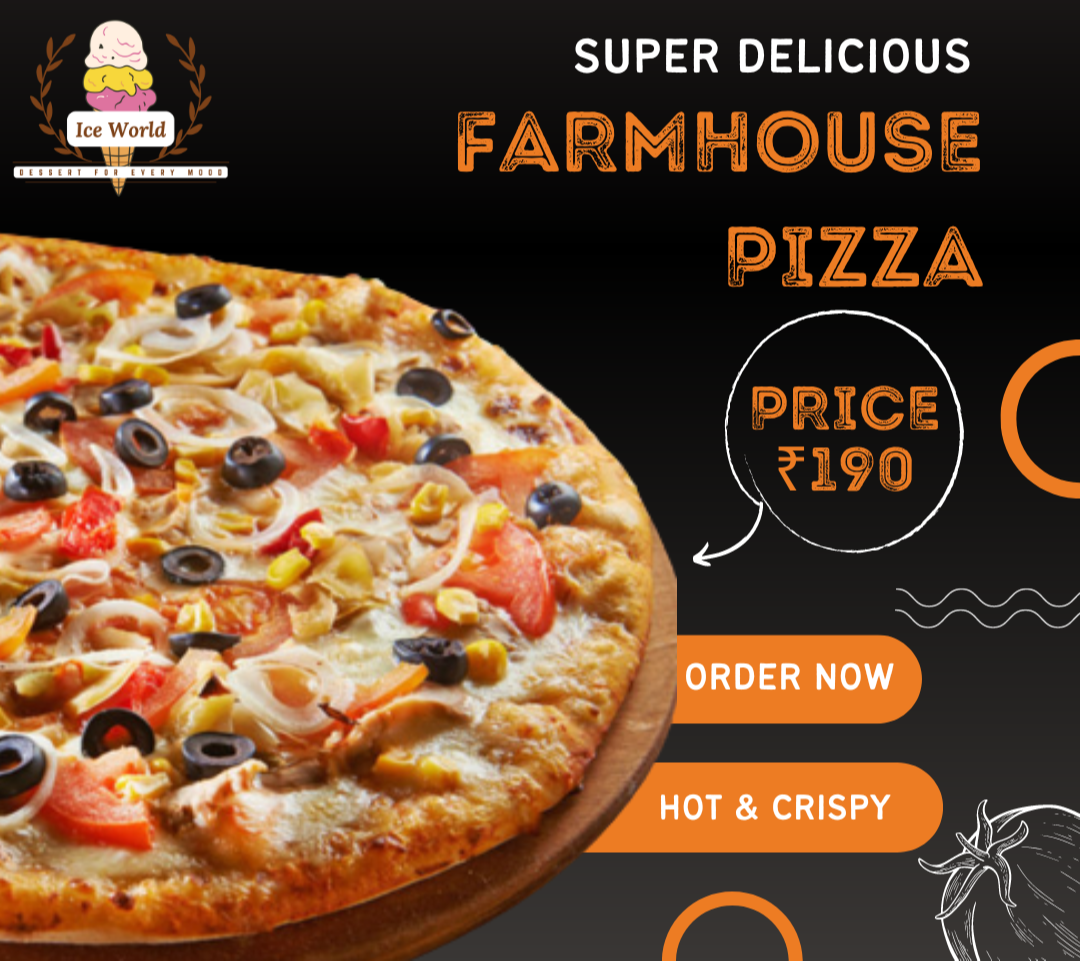 Ice World
DESSERT FOR EVERY MOOD
SUPER DELICIOUS
FARMHOUSE
PIZZA
PRICE
₹190
ORDER NOW
HOT & CRISPY